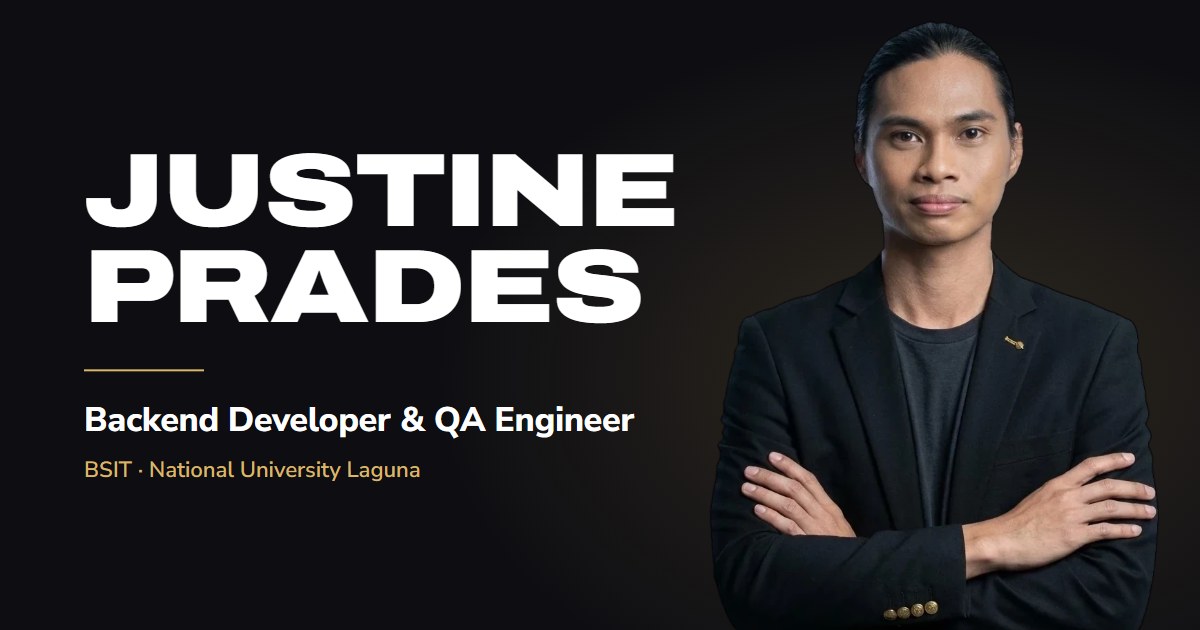 JUSTINE
PRADES
Backend Developer & QA Engineer
BSIT · National University Laguna